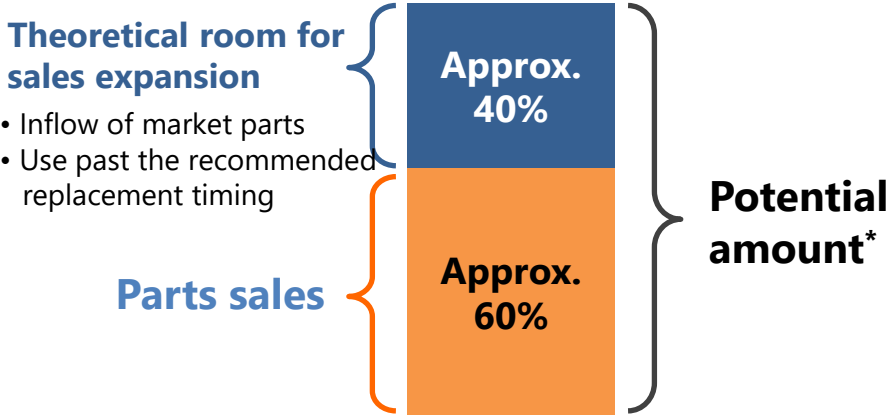 Theoretical room for
sales expansion
• Inflow of market parts
• Use past the recommended
replacement timing
Approx.
40%
Parts sales
Approx.
60%
Potential
amount*